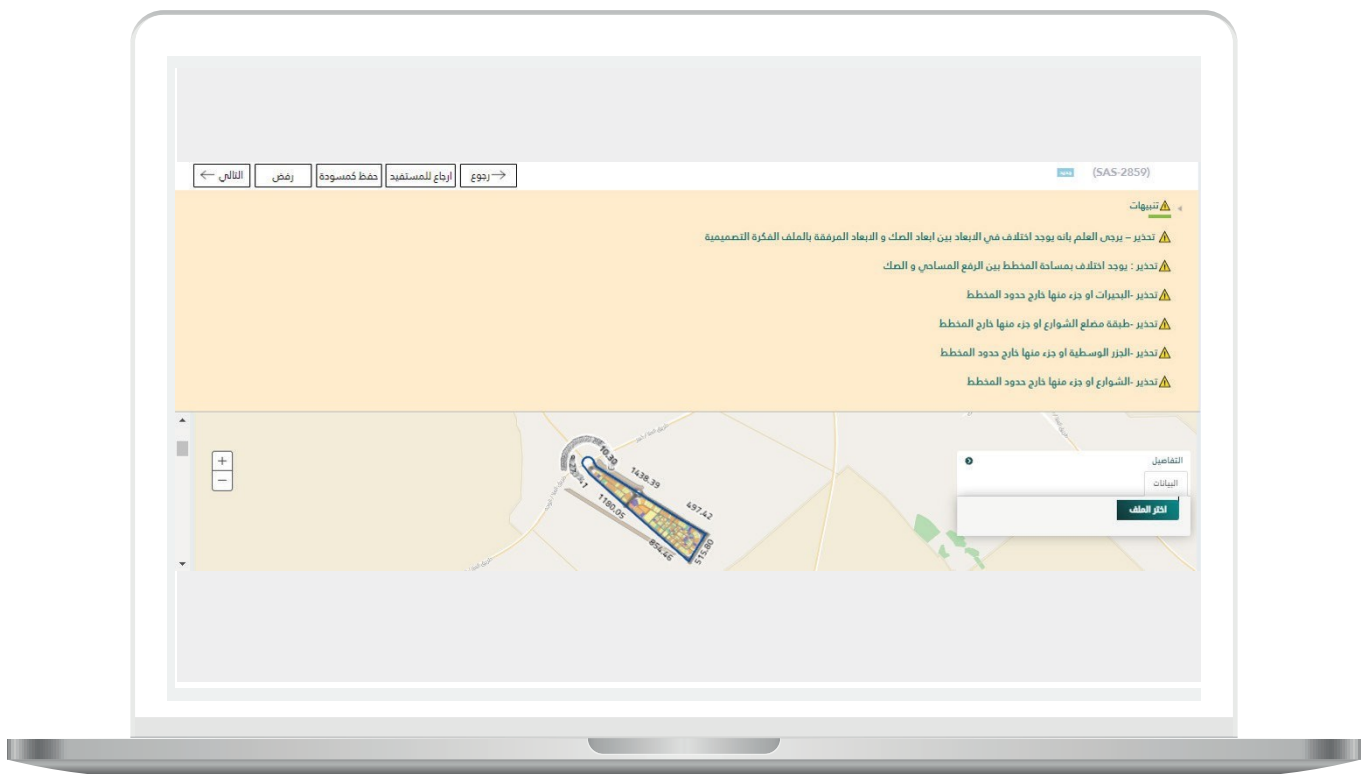 (SAS-2859)
رجوع
ارجاع للمستفيد
حفظ كمسودة
رفض
التالي
تنبيهات
تحذير – يرجى العلم بانه يوجد اختلاف في الابعاد بين ابعاد الصك و الابعاد المرفقة بالملف الفكرة التصميمية
تحذير : يوجد اختلاف بمساحة المخطط بين الرفع المساحي و الصك
تحذير -البحيرات او جزء منها خارج حدود المخطط
تحذير -طبقة مضلع الشوارع او جزء منها خارج المخطط
تحذير -الجزر الوسطية او جزء منها خارج حدود المخطط
تحذير -الشوارع او جزء منها خارج حدود المخطط
التفاصيل
البيانات
اختر الملف
+
−
10.30
1438.39
497.42
1180.05
854.46
515.80